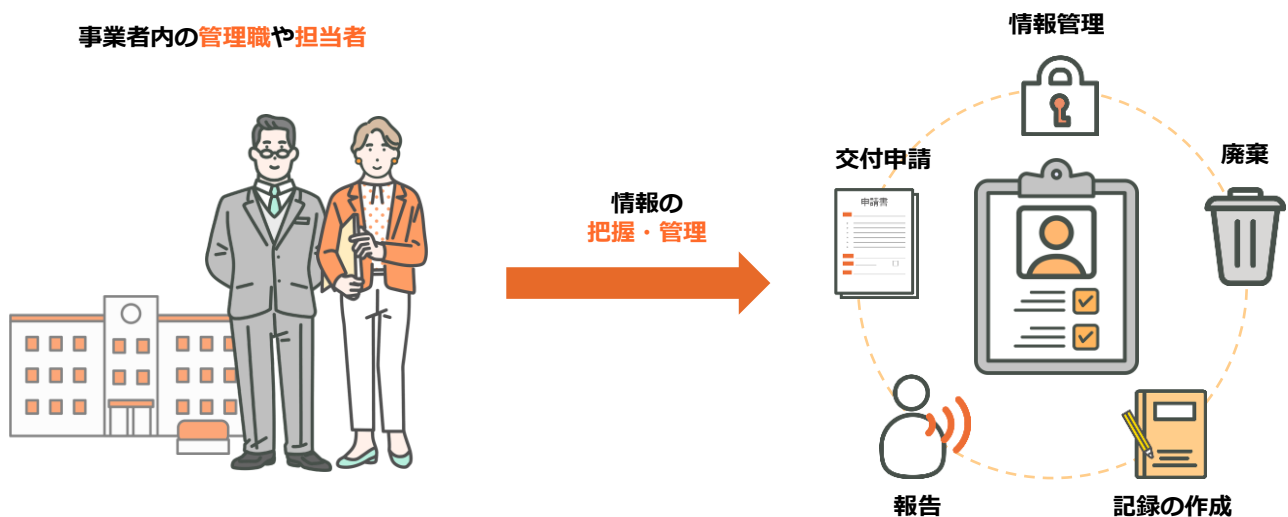 事業者内の管理職や担当者
情報の
把握・管理
情報管理
交付申請
申請書
廃棄
報告
記録の作成